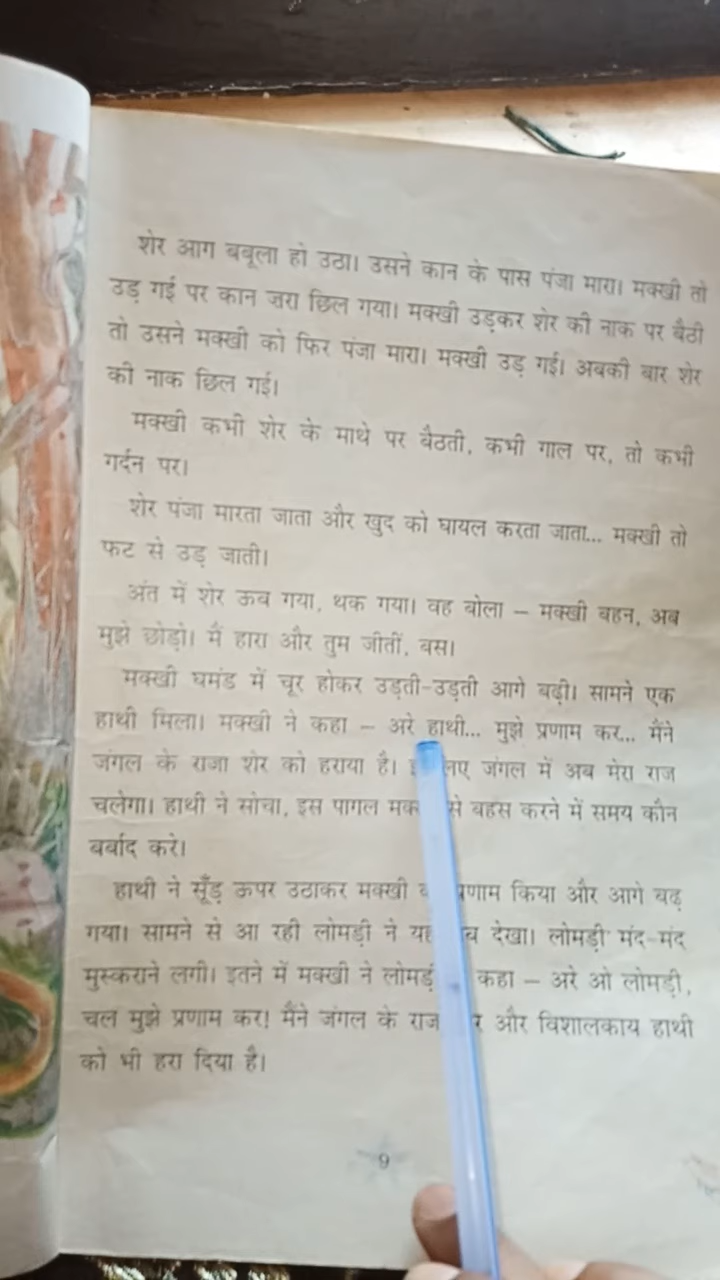 शेर आग बबूला हो उठा। उसने कान के पास पंजा मारा। मक्खी तो
उड़ गई पर कान ज़रा छिल गया। मक्खी उड़कर शेर की नाक पर बैठी
तो उसने मक्खी को फिर पंजा मारा। मक्खी उड़ गई। अबकी बार शेर
की नाक छिल गई।
मक्खी कभी शेर के माथे पर बैठती, कभी गाल पर, तो कभी
गर्दन पर।
शेर पंजा मारता जाता और खुद को घायल करता जाता... मक्खी तो
फट से उड़ जाती।
अंत में शेर ऊब गया, थक गया। वह बोला – मक्खी बहन, अब
मुझे छोड़ो। मैं हारा और तुम जीतीं, बस।
मक्खी घमंड में चूर होकर उड़ती-उड़ती आगे बढ़ी। सामने एक
हाथी मिला। मक्खी ने कहा – अरे हाथी... मुझे प्रणाम कर... मैंने
जंगल के राजा शेर को हराया है। जंगल में अब मेरा राज
चलेगा। हाथी ने सोचा, इस पागल से बहस करने में समय कौन
बर्बाद करे।
हाथी ने सूँड़ ऊपर उठाकर मक्खी प्रणाम किया और आगे बढ़
गया। सामने से आ रही लोमड़ी ने देखा। लोमड़ी मंद-मंद
मुस्कराने लगी। इतने में मक्खी ने कहा – अरे ओ लोमड़ी,
चल मुझे प्रणाम कर! मैंने जंगल के और विशालकाय हाथी
को भी हरा दिया है।
9